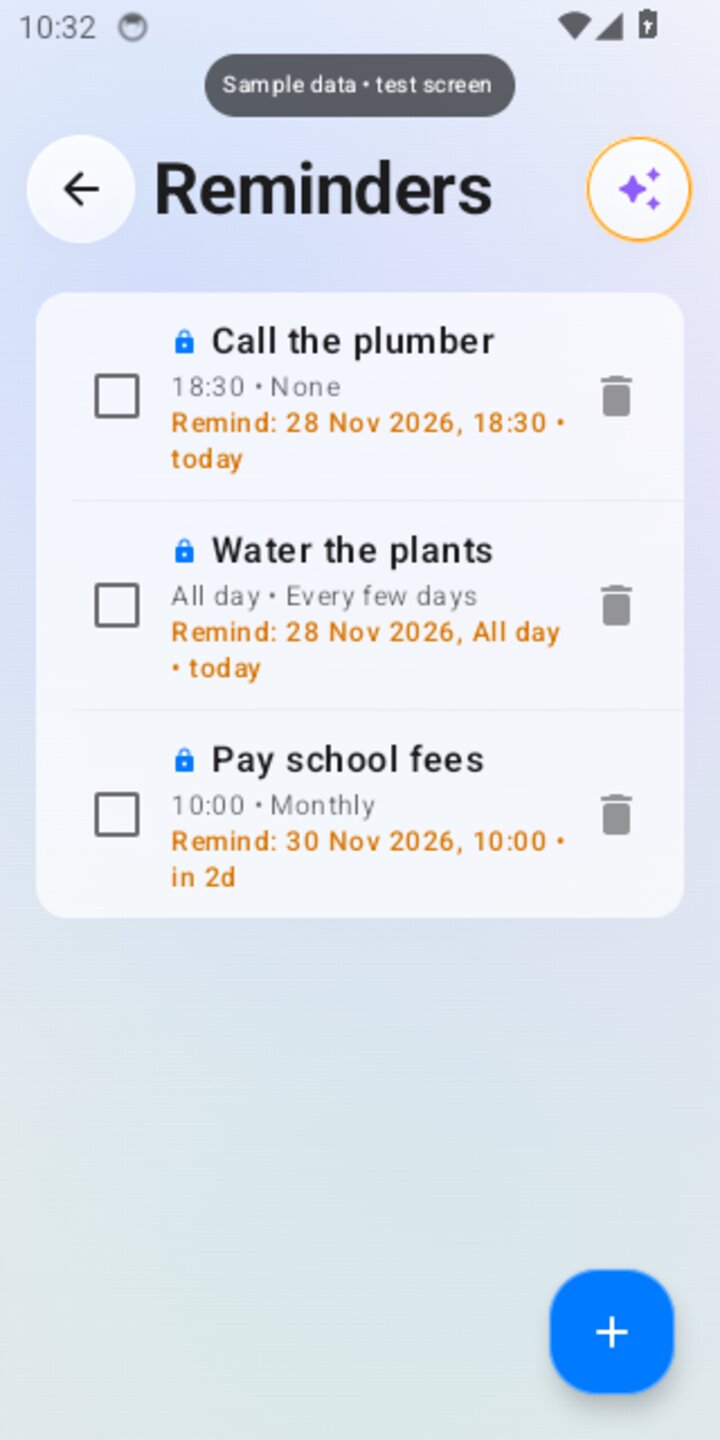 10:32
Sample data • test screen
Reminders
Call the plumber
18:30 • None
Remind: 28 Nov 2026, 18:30 •
today
Water the plants
All day • Every few days
Remind: 28 Nov 2026, All day
• today
Pay school fees
10:00 • Monthly
Remind: 30 Nov 2026, 10:00 •
in 2d